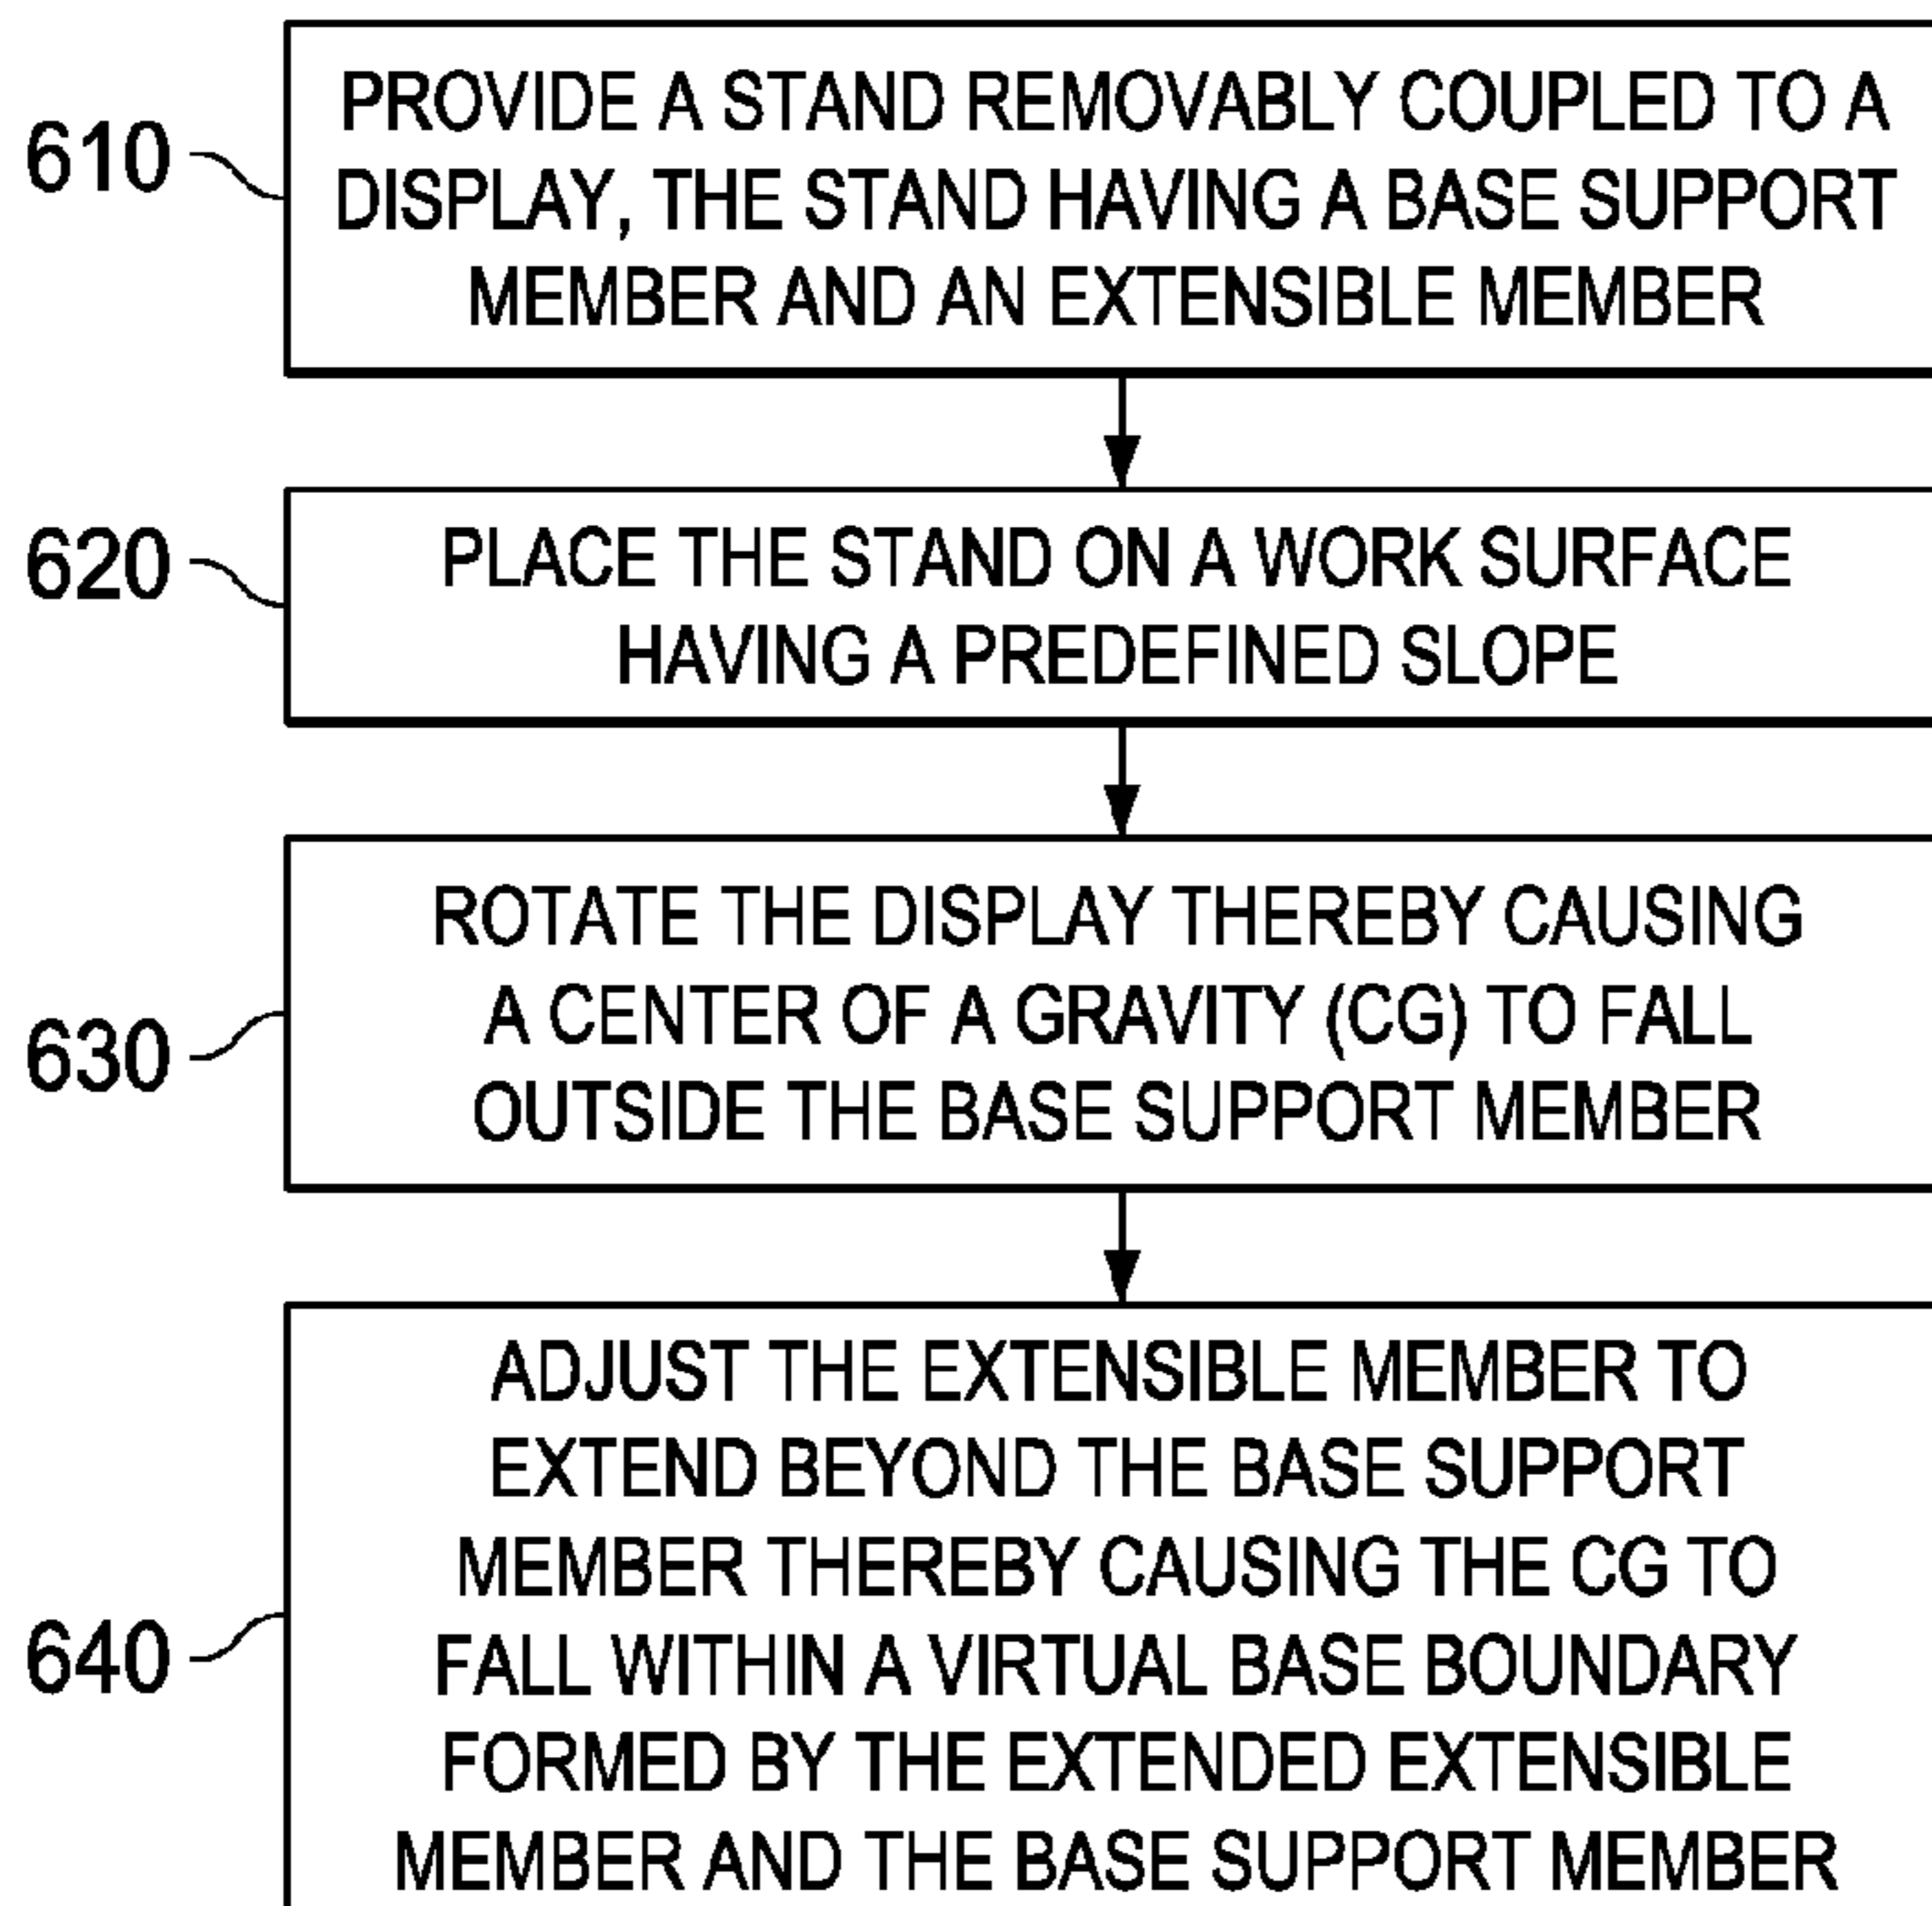 610
PROVIDE A STAND REMOVABLY COUPLED TO A
DISPLAY, THE STAND HAVING A BASE SUPPORT
MEMBER AND AN EXTENSIBLE MEMBER
620
PLACE THE STAND ON A WORK SURFACE
HAVING A PREDEFINED SLOPE
630
ROTATE THE DISPLAY THEREBY CAUSING
A CENTER OF A GRAVITY (CG) TO FALL
OUTSIDE THE BASE SUPPORT MEMBER
640
ADJUST THE EXTENSIBLE MEMBER TO
EXTEND BEYOND THE BASE SUPPORT
MEMBER THEREBY CAUSING THE CG TO
FALL WITHIN A VIRTUAL BASE BOUNDARY
FORMED BY THE EXTENDED EXTENSIBLE
MEMBER AND THE BASE SUPPORT MEMBER